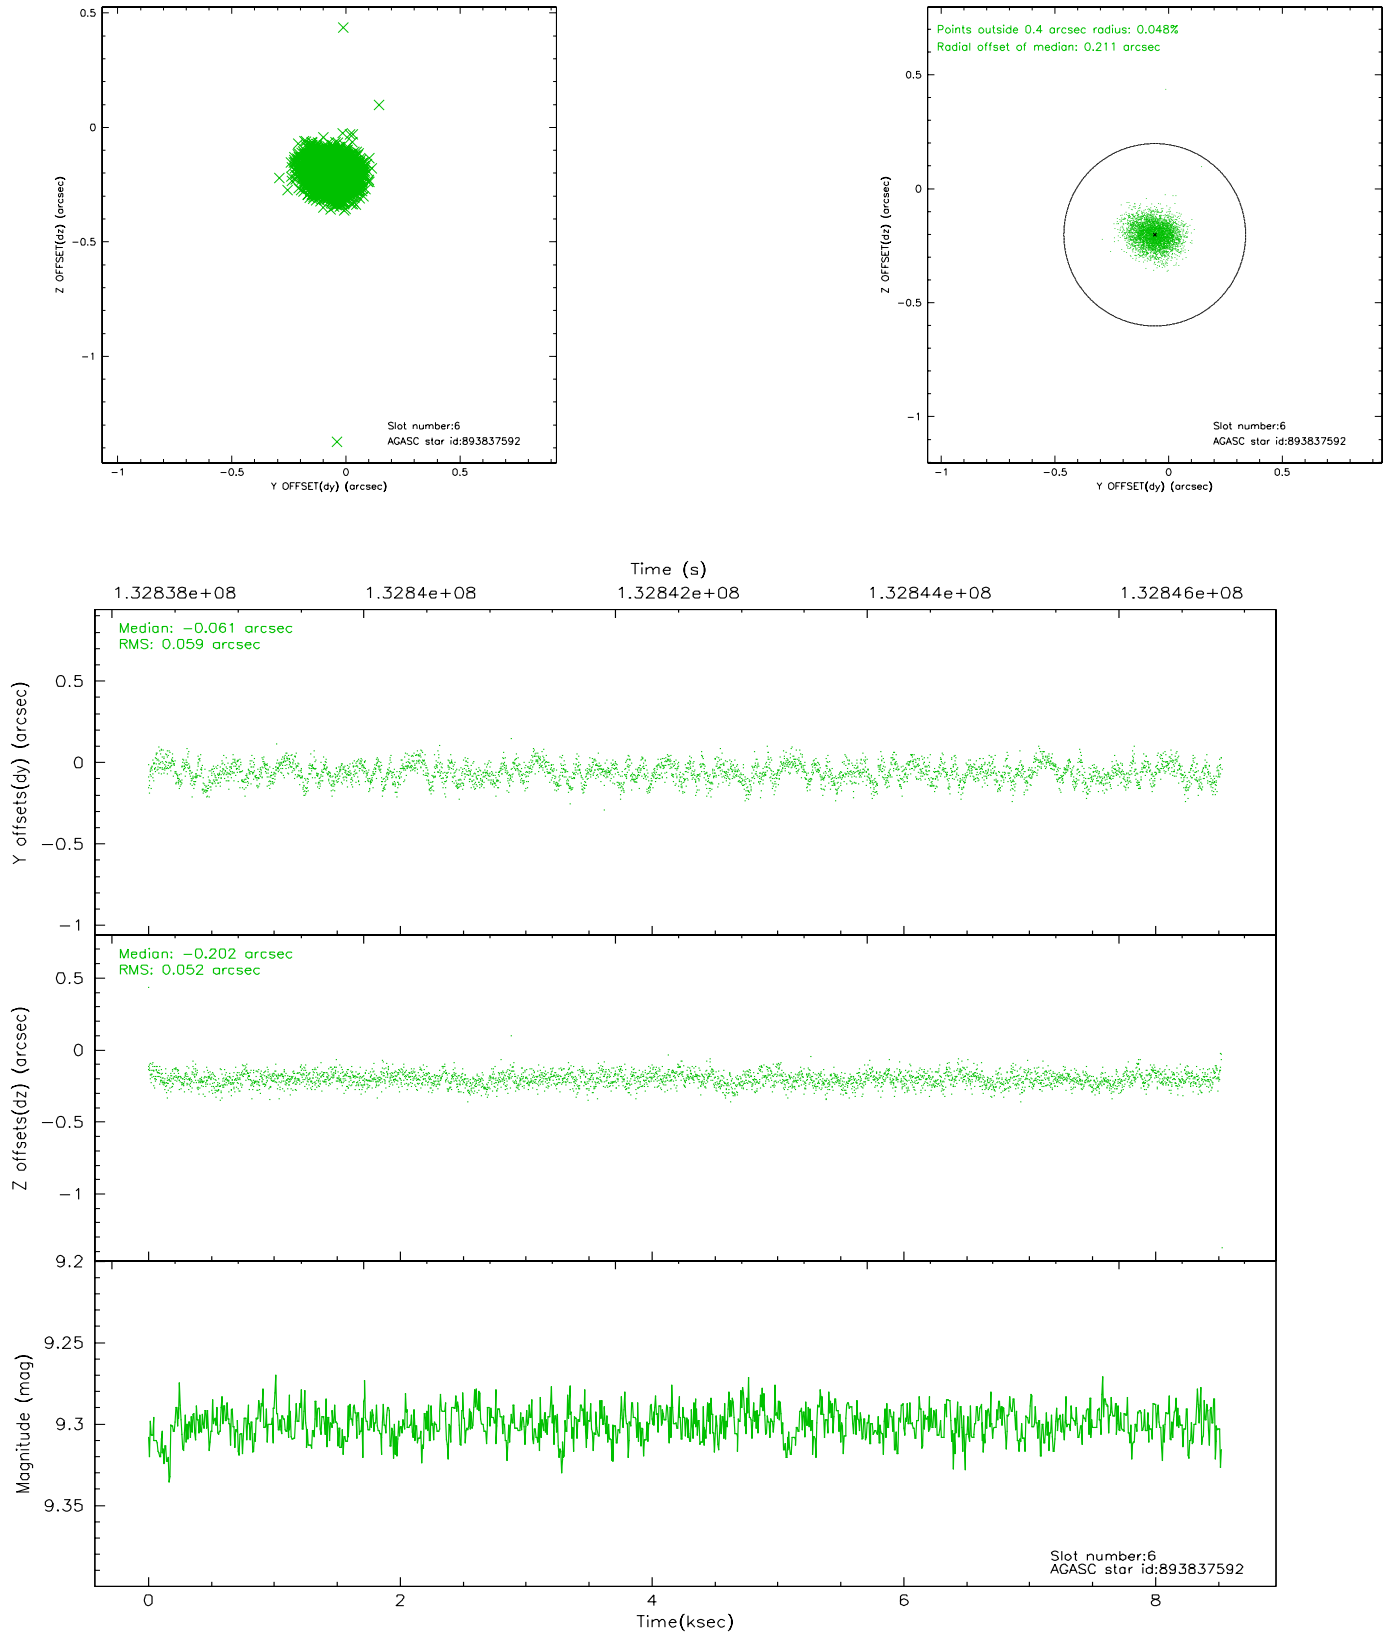 0.5
0
−0.5
−1
Z OFFSET(dz) (arcsec)
Slot number:6
AGASC star id:893837592
−1
−0.5
0
0.5
Y OFFSET(dy) (arcsec)
Points outside 0.4 arcsec radius: 0.048%
Radial offset of median: 0.211 arcsec
0.5
0
−0.5
−1
Z OFFSET(dz) (arcsec)
Slot number:6
AGASC star id:893837592
−1
−0.5
0
0.5
Y OFFSET(dy) (arcsec)
Time (s)
1.32838e+08
1.3284e+08
1.32842e+08
1.32844e+08
1.32846e+08
Median: −0.061 arcsec
RMS: 0.059 arcsec
0.5
0
−0.5
−1
Y offsets(dy) (arcsec)
Median: −0.202 arcsec
RMS: 0.052 arcsec
0.5
0
−0.5
−1
Z offsets(dz) (arcsec)
9.2
9.25
9.3
9.35
Magnitude (mag)
Slot number:6
AGASC star id:893837592
0
2
4
6
8
Time(ksec)